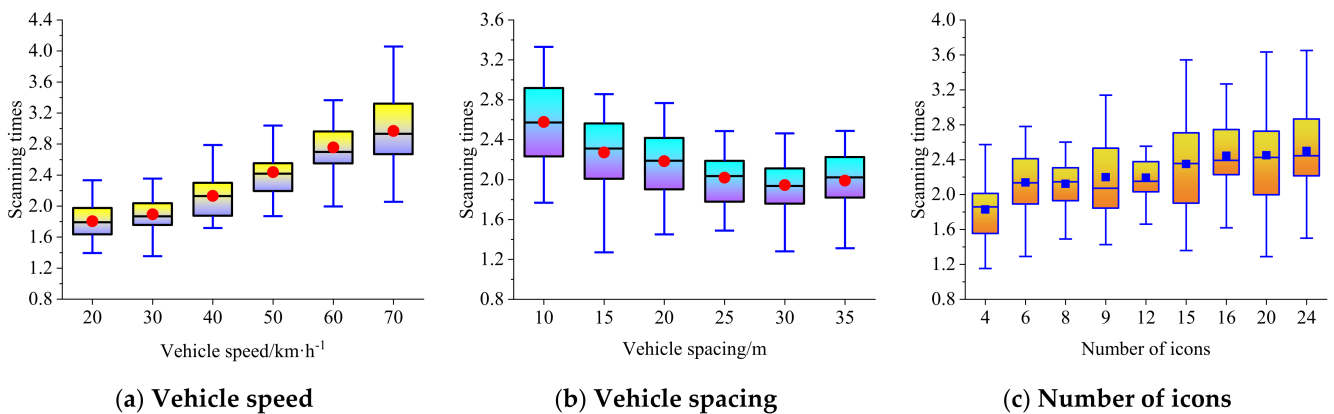 4.4
4.0
3.6
3.2
2.8
2.4
2.0
1.6
1.2
0.8
Scanning times
20 30 40 50 60 70
Vehicle speed/km·h⁻¹
(a) Vehicle speed
3.6
3.2
2.8
2.4
2.0
1.6
1.2
0.8
Scanning times
10 15 20 25 30 35
Vehicle spacing/m
(b) Vehicle spacing
4.0
3.6
3.2
2.8
2.4
2.0
1.6
1.2
0.8
Scanning times
4 6 8 9 12 15 16 20 24
Number of icons
(c) Number of icons